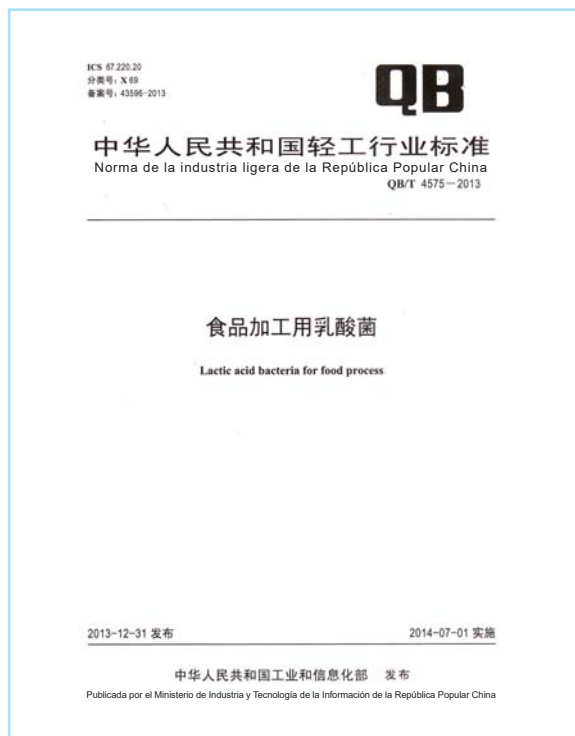 ICS 67.220.20
分类号：X 69
备案号：43596-2013
QB
中华人民共和国轻工行业标准
Norma de la industria ligera de la República Popular China
QB/T 4575—2013
食品加工用乳酸菌
Lactic acid bacteria for food process
2013-12-31 发布
2014-07-01 实施
中华人民共和国工业和信息化部 发布
Publicada por el Ministerio de Industria y Tecnología de la Información de la República Popular China